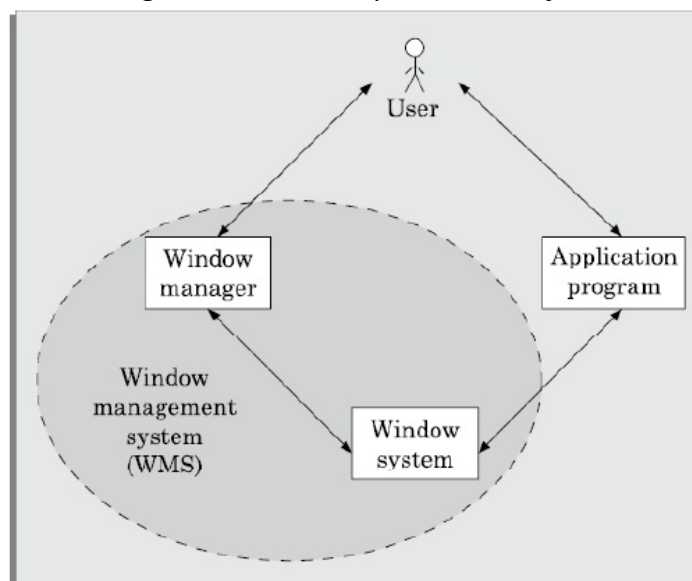 User
Window
manager
Application
program
Window
management
system
(WMS)
Window
system